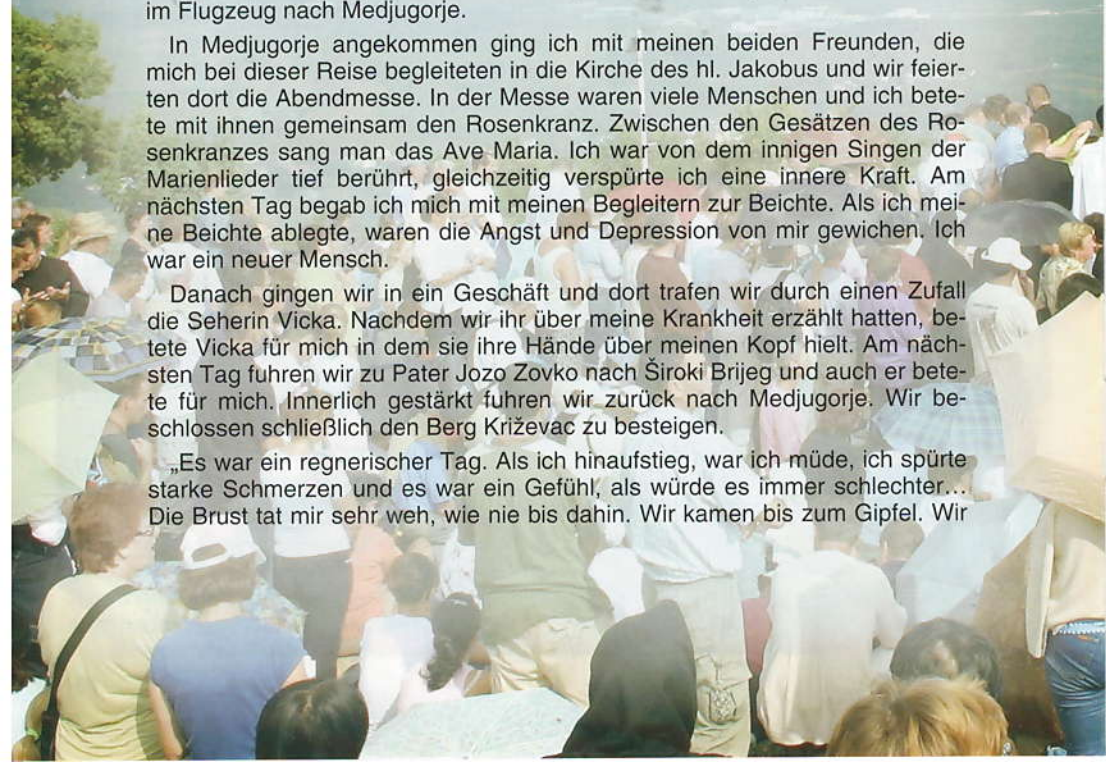 im Flugzeug nach Medjugorje.
In Medjugorje angekommen ging ich mit meinen beiden Freunden, die
mich bei dieser Reise begleiteten in die Kirche des hl. Jakobus und wir feier-
ten dort die Abendmesse. In der Messe waren viele Menschen und ich bete-
te mit ihnen gemeinsam den Rosenkranz. Zwischen den Gesätzen des Ro-
senkranzes sang man das Ave Maria. Ich war von dem innigen Singen der
Marienlieder tief berührt, gleichzeitig verspürte ich eine innere Kraft. Am
nächsten Tag begab ich mich mit meinen Begleitern zur Beichte. Als ich mei-
ne Beichte ablegte, waren die Angst und Depression von mir gewichen. Ich
war ein neuer Mensch.
Danach gingen wir in ein Geschäft und dort trafen wir durch einen Zufall
die Seherin Vicka. Nachdem wir ihr über meine Krankheit erzählt hatten, be-
tete Vicka für mich in dem sie ihre Hände über meinen Kopf hielt. Am näch-
sten Tag fuhren wir zu Pater Jozo Zovko nach Široki Brijeg und auch er bete-
te für mich. Innerlich gestärkt fuhren wir zurück nach Medjugorje. Wir be-
schlossen schließlich den Berg Križevac zu besteigen.
„Es war ein regnerischer Tag. Als ich hinaufstieg, war ich müde, ich spürte
starke Schmerzen und es war ein Gefühl, als würde es immer schlechter...
Die Brust tat mir sehr weh, wie nie bis dahin. Wir kamen bis zum Gipfel. Wir